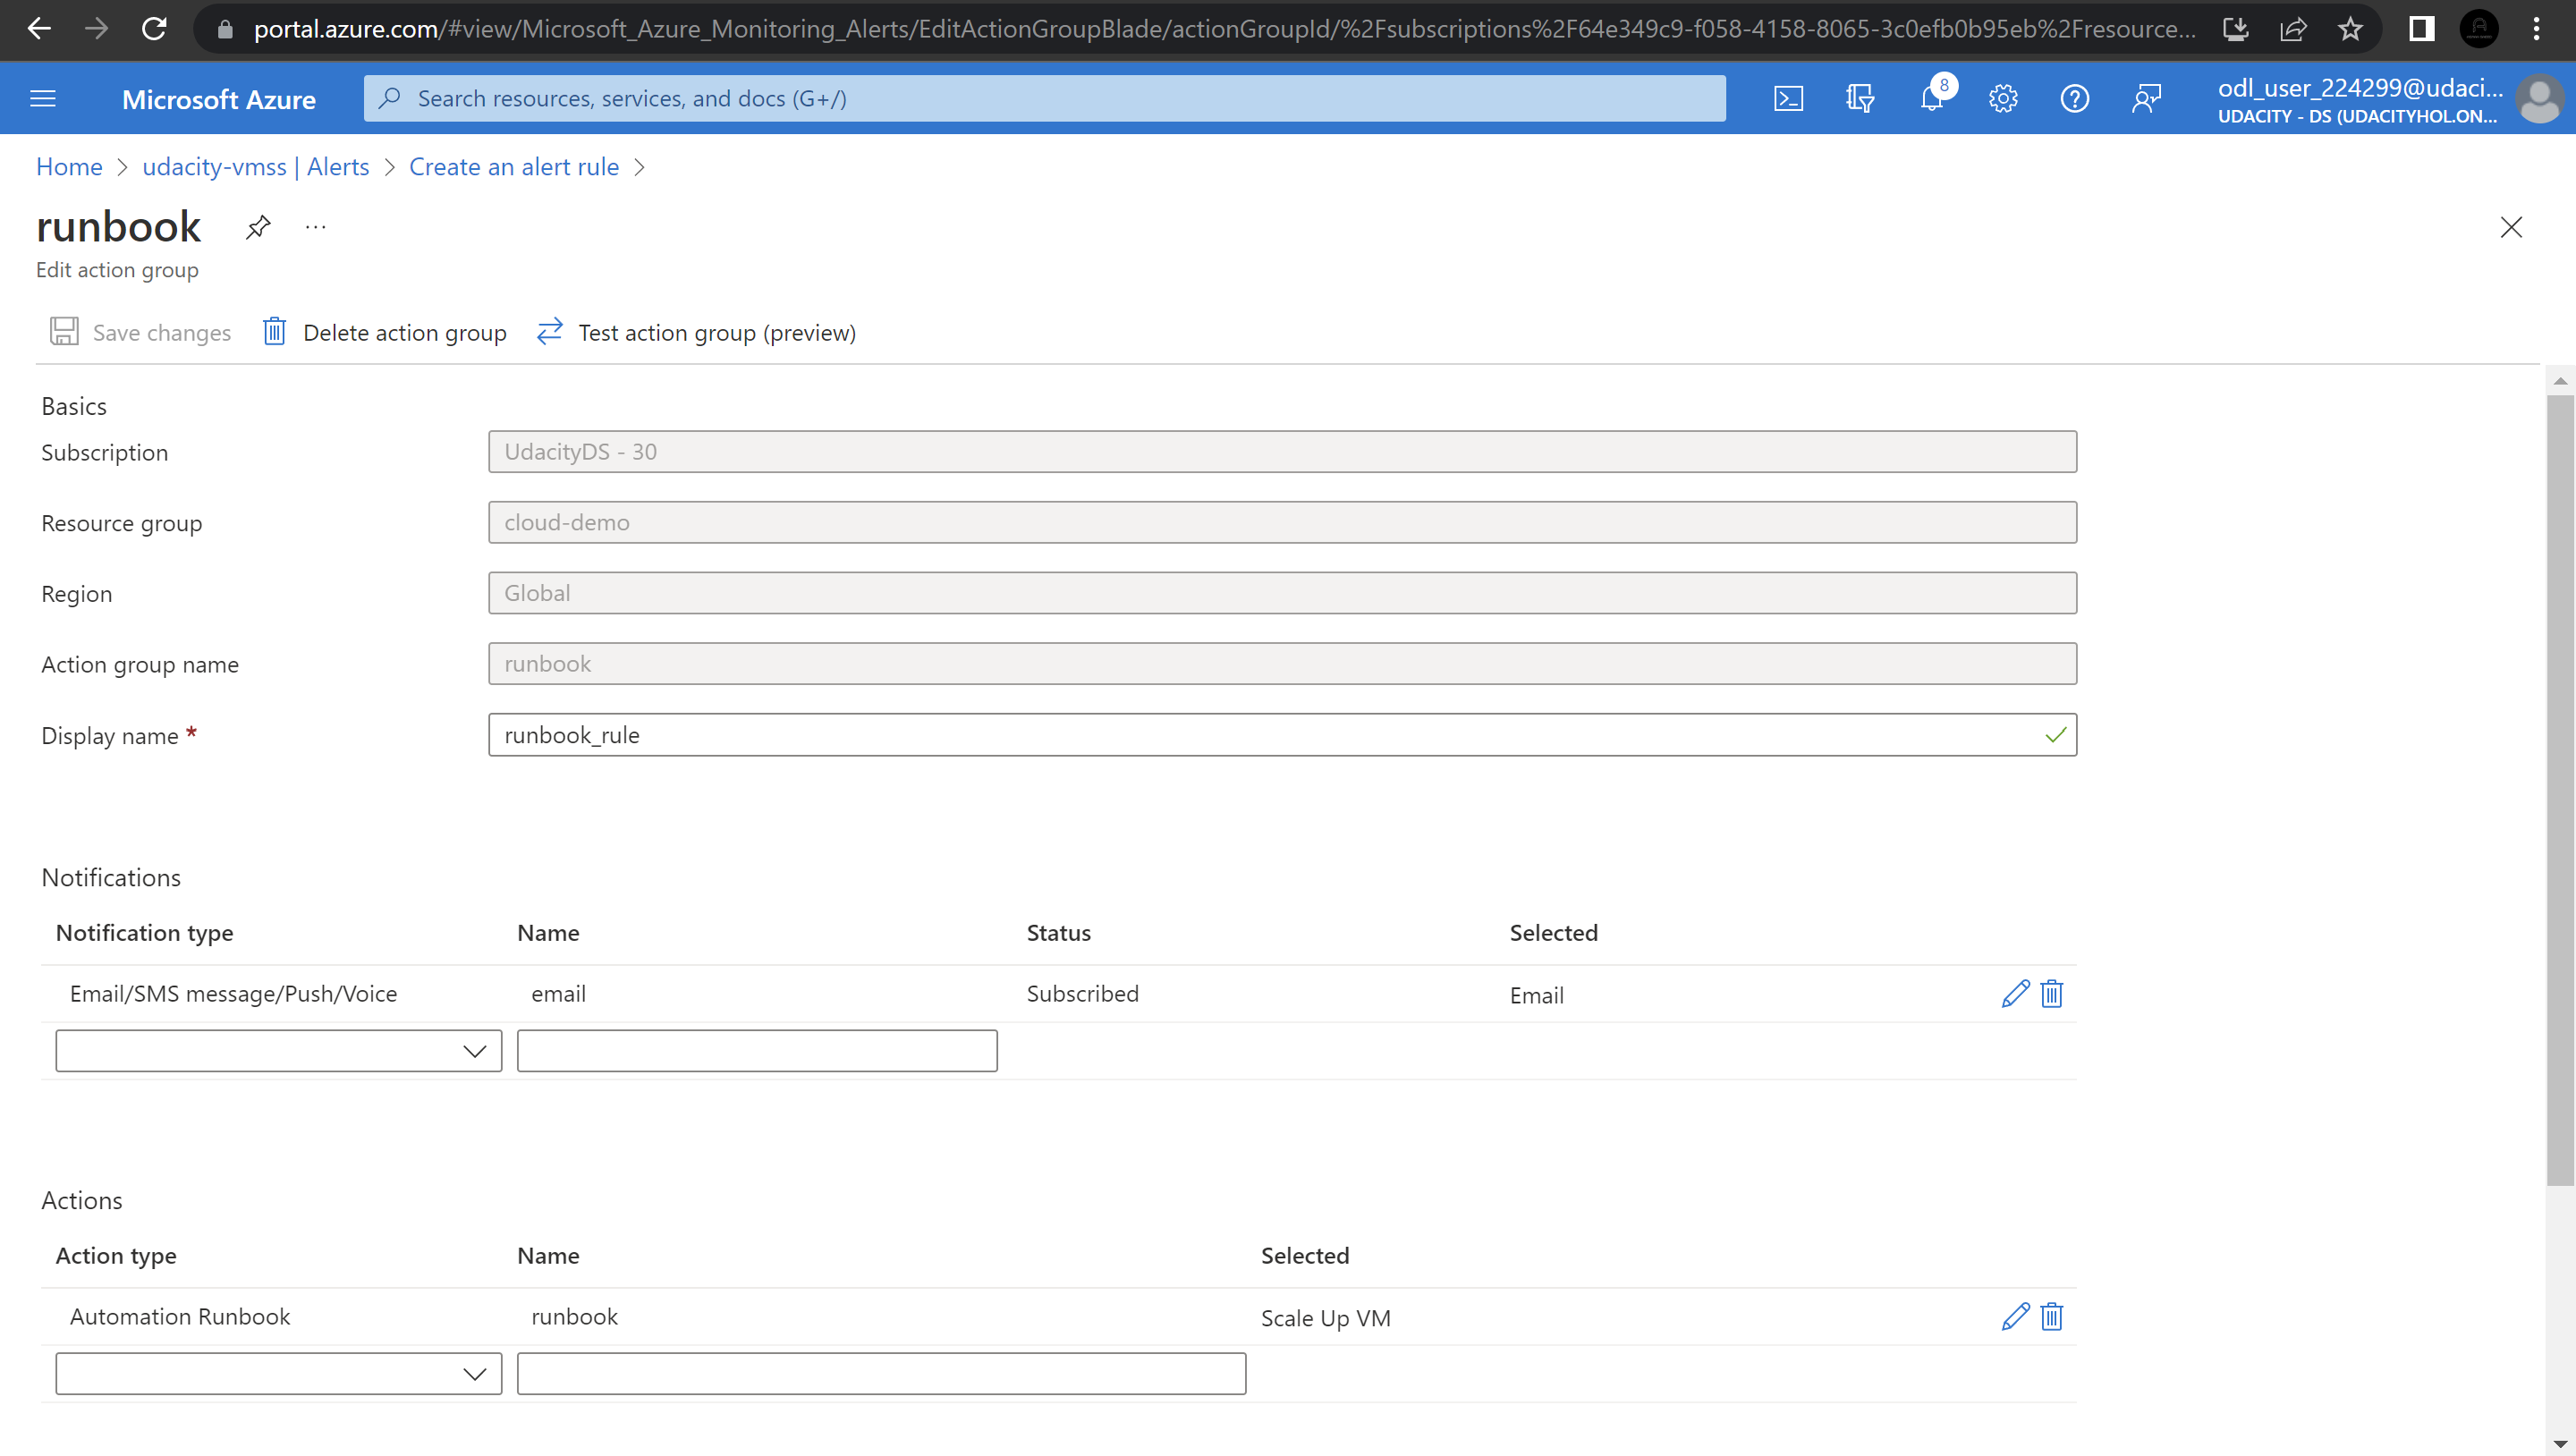 portal.azure.com/#view/Microsoft_Azure_Monitoring_Alerts/EditActionGroupBlade/actionGroupId/%2Fsubscriptions%2F64e349c9-f058-4158-8065-3c0efb0b95eb%2Fresource...
Microsoft Azure
Search resources, services, and docs (G+/)
8
odl_user_224299@udaci...
UDACITY - DS (UDACITYHOL.ON...
Home > udacity-vmss | Alerts > Create an alert rule >
runbook
...
Edit action group
Save changes Delete action group Test action group (preview)
Basics
Subscription UdacityDS - 30
Resource group cloud-demo
Region Global
Action group name runbook
Display name * runbook_rule
Notifications
Notification type Name Status Selected
Email/SMS message/Push/Voice email Subscribed Email
Actions
Action type Name Selected
Automation Runbook runbook Scale Up VM